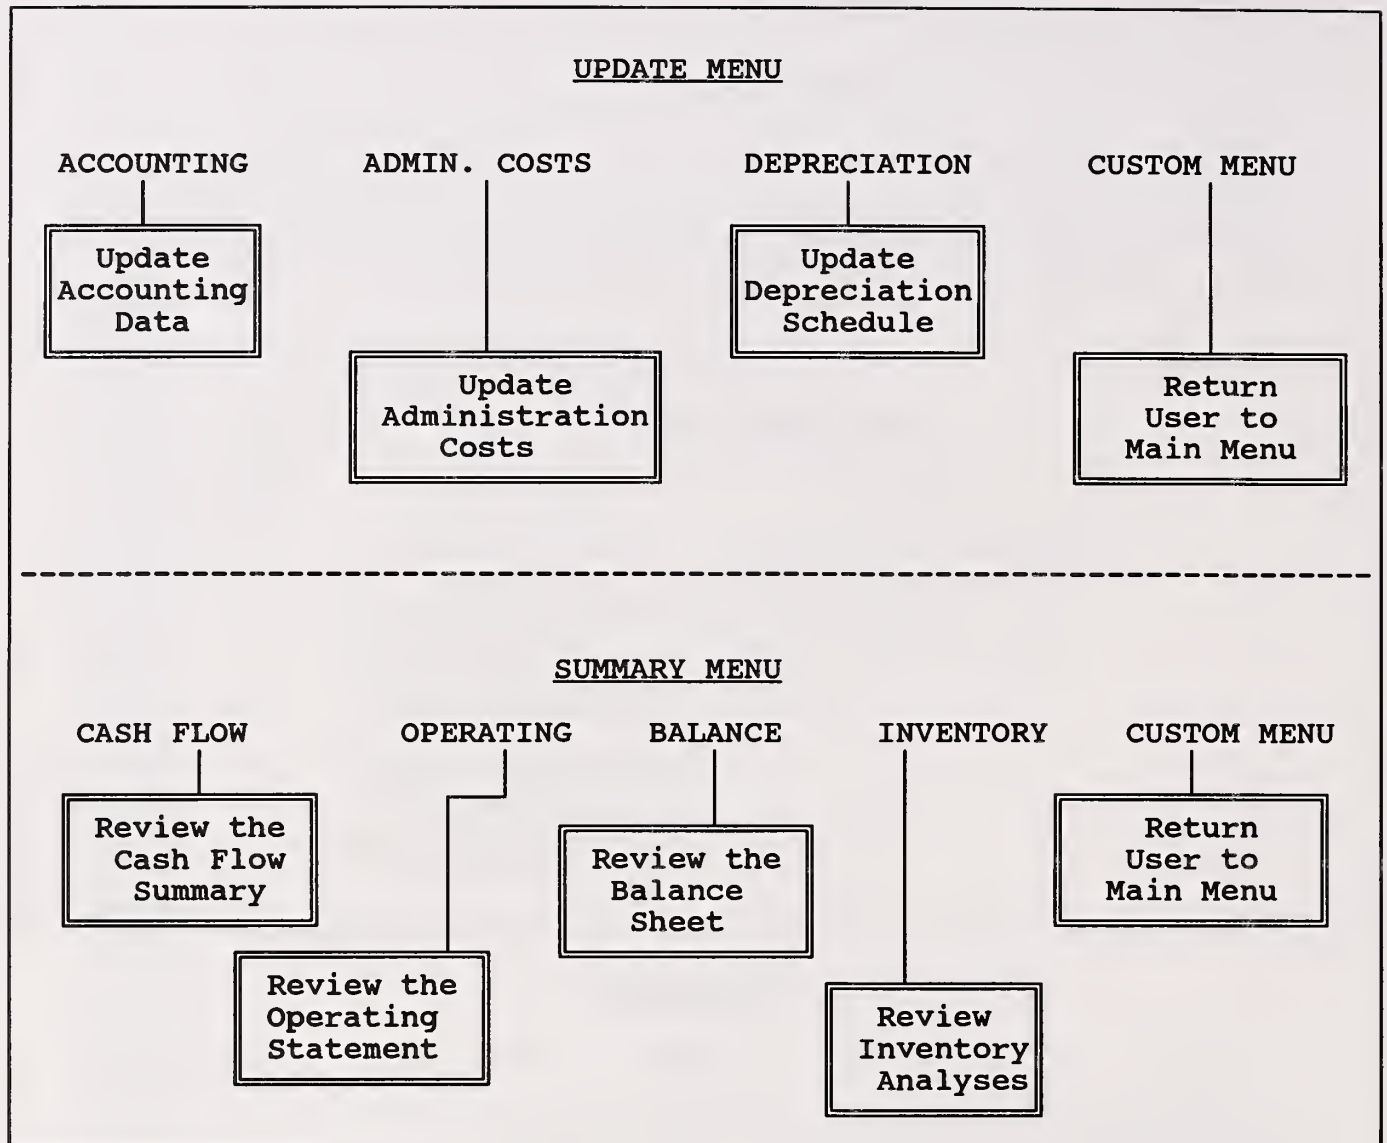 UPDATE MENU
ACCOUNTING
ADMIN. COSTS
DEPRECIATION
CUSTOM MENU
Update
Accounting
Data
Update
Administration
Costs
Update
Depreciation
Schedule
Return
User to
Main Menu
SUMMARY MENU
CASH FLOW
OPERATING
BALANCE
INVENTORY
CUSTOM MENU
Review the
Cash Flow
Summary
Review the
Operating
Statement
Review the
Balance
Sheet
Review
Inventory
Analyses
Return
User to
Main Menu